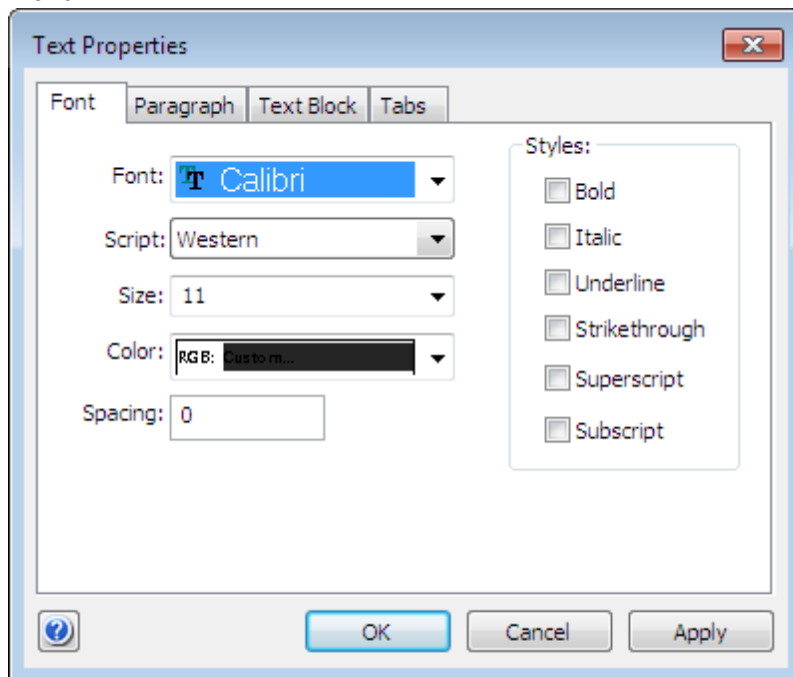 Text Properties
Font Paragraph Text Block Tabs
Font: Calibri
Script: Western
Size: 11
Color: RGB: Custom...
Spacing: 0
Styles:
Bold
Italic
Underline
Strikethrough
Superscript
Subscript
OK Cancel Apply